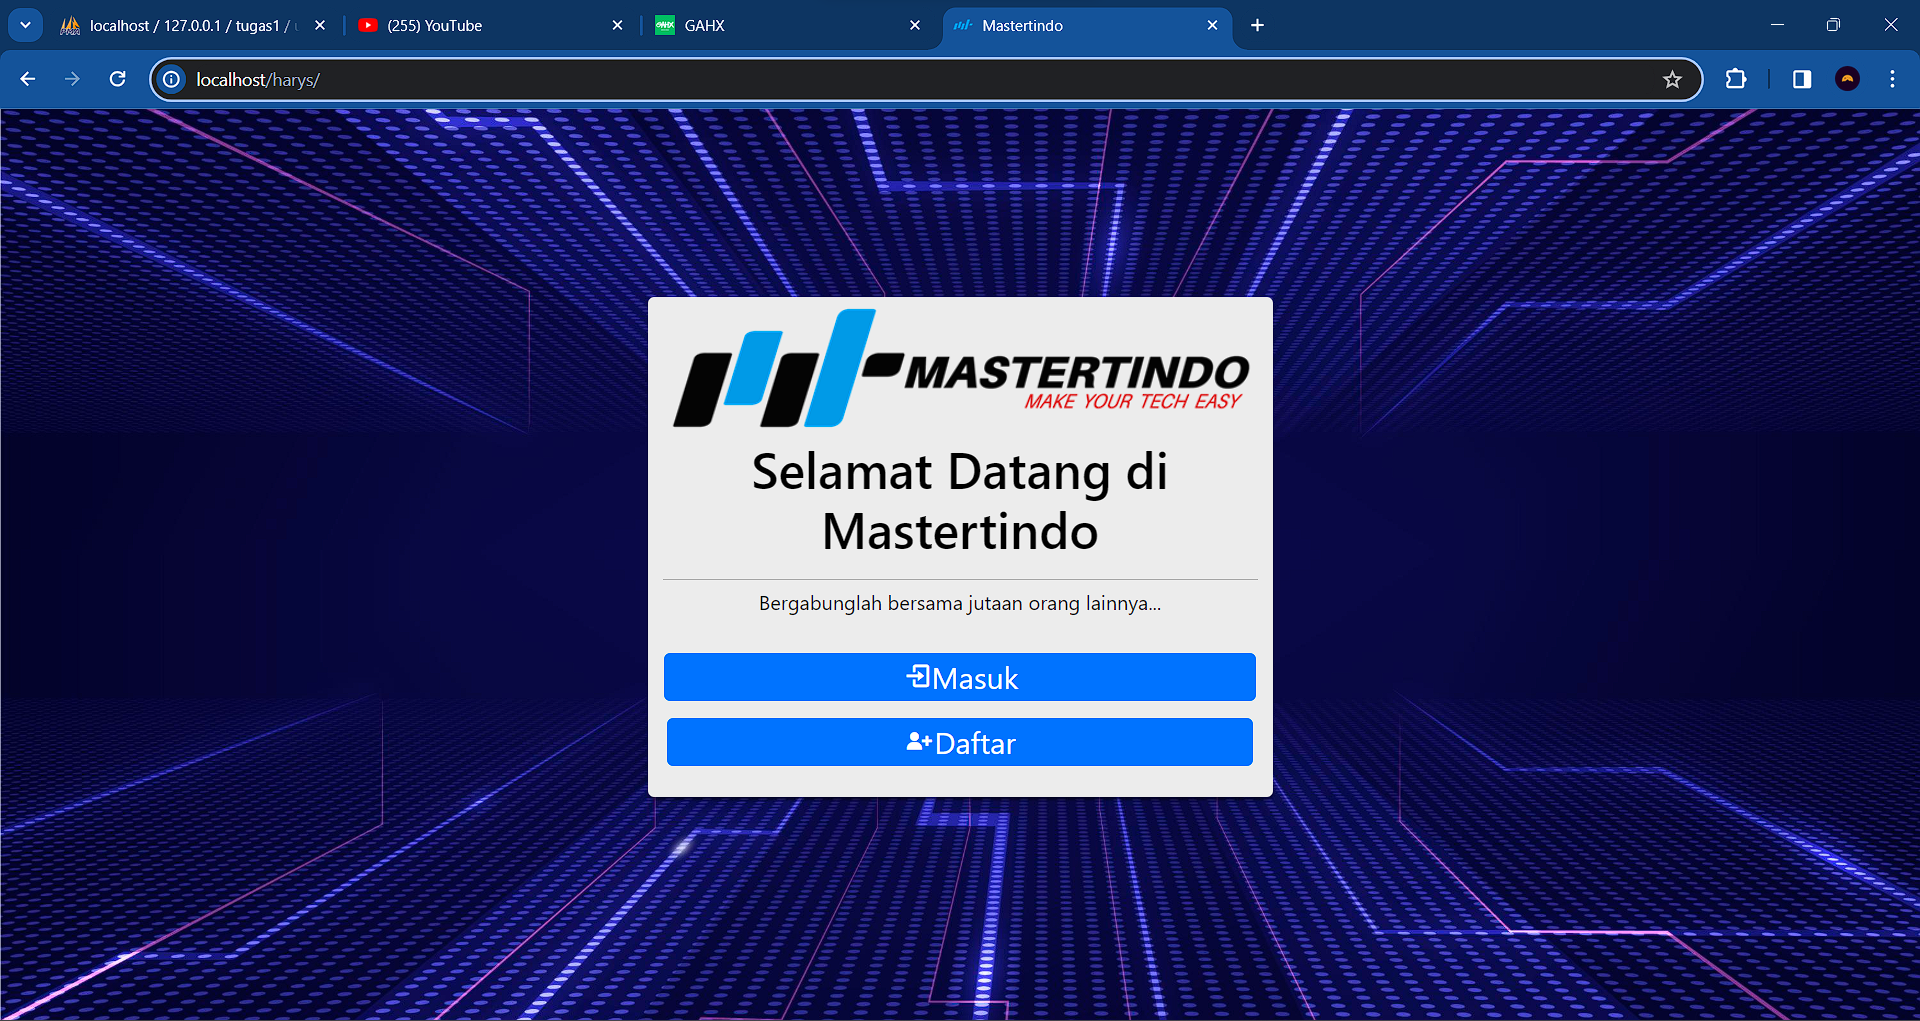 localhost / 127.0.0.1 / tugas1 /
(255) YouTube
GAHX
Mastertindo
localhost/harys/
MASTERTINDO
MAKE YOUR TECH EASY
Selamat Datang di
Mastertindo
Bergabunglah bersama jutaan orang lainnya...
Masuk
Daftar